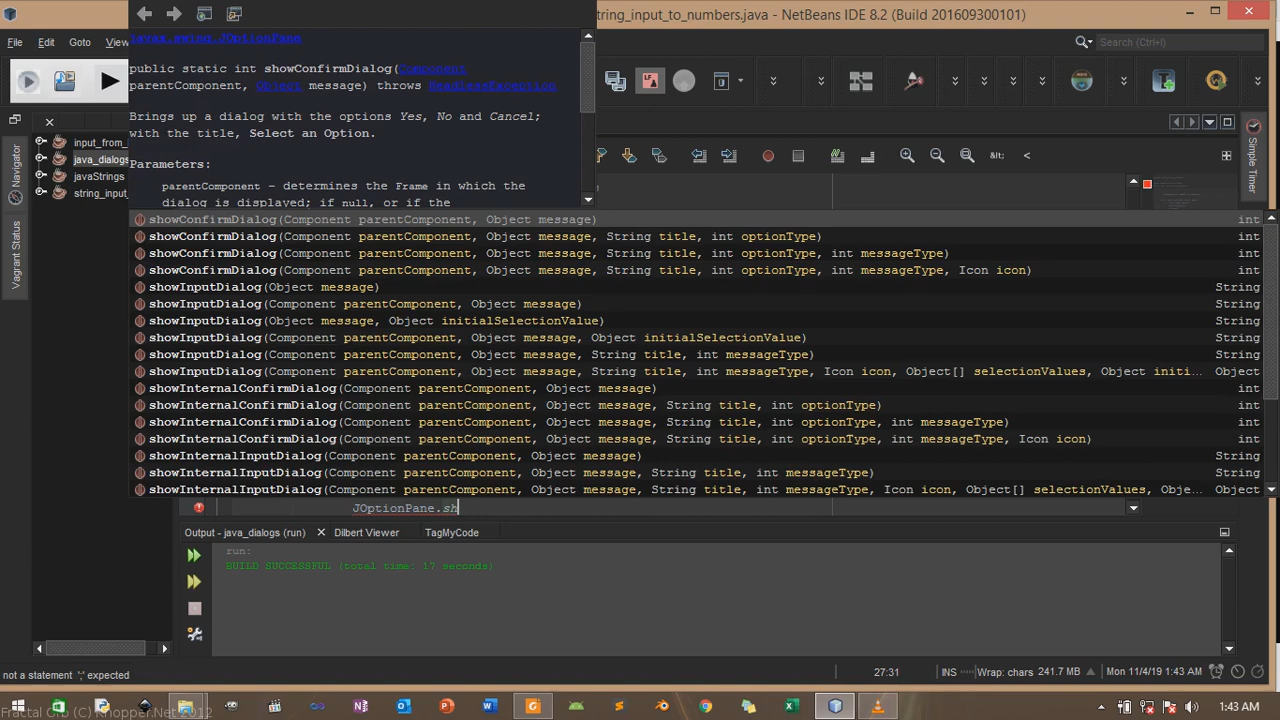 string_input_to_numbers.java - NetBeans IDE 8.2 (Build 201609300101)
File Edit Goto View
Search (Ctrl+I)
javax.swing.JOptionPane
public static int showConfirmDialog(Component
parentComponent, Object message) throws HeadlessException
Brings up a dialog with the options Yes, No and Cancel;
with the title, Select an Option.
Parameters:
parentComponent - determines the Frame in which the
dialog is displayed; if null, or if the
Navigator
Vagrant Status
input_from_
java_dialogs
javaStrings
string_input_
&lt; <
Simple Timer
showConfirmDialog(Component parentComponent, Object message) int
showConfirmDialog(Component parentComponent, Object message, String title, int optionType) int
showConfirmDialog(Component parentComponent, Object message, String title, int optionType, int messageType) int
showConfirmDialog(Component parentComponent, Object message, String title, int optionType, int messageType, Icon icon) int
showInputDialog(Object message) String
showInputDialog(Component parentComponent, Object message) String
showInputDialog(Object message, Object initialSelectionValue) String
showInputDialog(Component parentComponent, Object message, Object initialSelectionValue) String
showInputDialog(Component parentComponent, Object message, String title, int messageType) String
showInputDialog(Component parentComponent, Object message, String title, int messageType, Icon icon, Object[] selectionValues, Object initi... Object
showInternalConfirmDialog(Component parentComponent, Object message) int
showInternalConfirmDialog(Component parentComponent, Object message, String title, int optionType) int
showInternalConfirmDialog(Component parentComponent, Object message, String title, int optionType, int messageType) int
showInternalConfirmDialog(Component parentComponent, Object message, String title, int optionType, int messageType, Icon icon) int
showInternalInputDialog(Component parentComponent, Object message) String
showInternalInputDialog(Component parentComponent, Object message, String title, int messageType) String
showInternalInputDialog(Component parentComponent, Object message, String title, int messageType, Icon icon, Object[] selectionValues, Obje... Object
JOptionPane.sh
Output - java_dialogs (run) Dilbert Viewer TagMyCode
run:
BUILD SUCCESSFUL (total time: 17 seconds)
not a statement ';' expected 27:31 INS Wrap: chars 241.7 MB Mon 11/4/19 1:43 AM
Fractal Orb (C) Knopper.Net 2012
1:43 AM